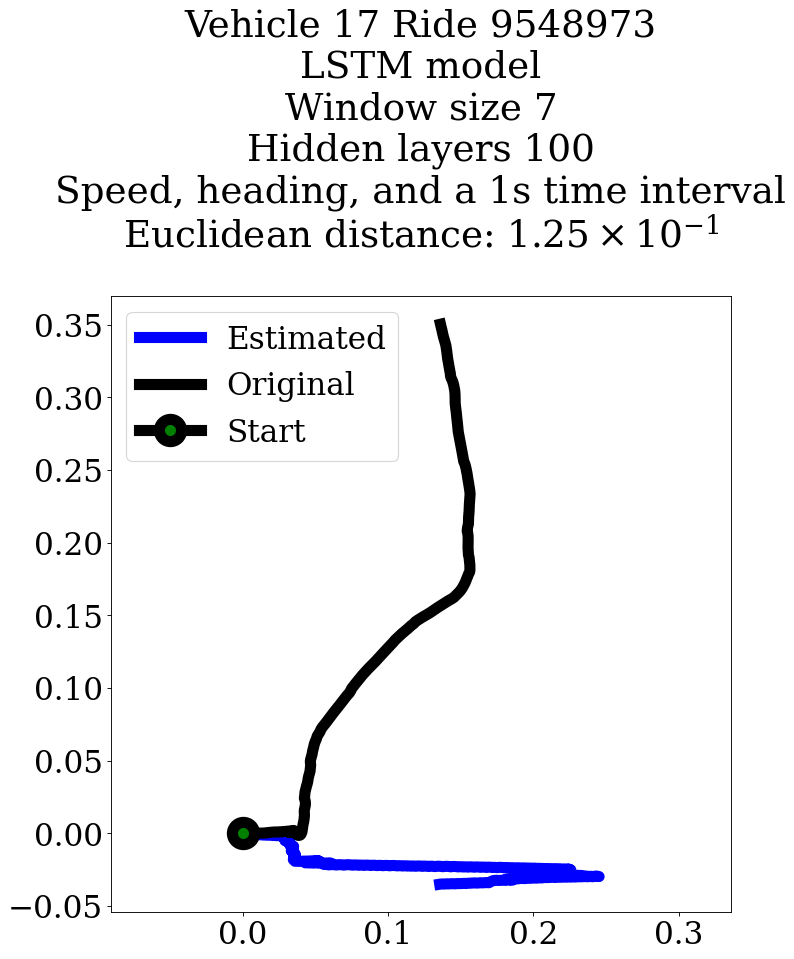 Vehicle 17 Ride 9548973
LSTM model
Window size 7
Hidden layers 100
Speed, heading, and a 1s time interval
Euclidean distance: 1.25 × 10⁻¹
Estimated
Original
Start
0.35
0.30
0.25
0.20
0.15
0.10
0.05
0.00
−0.05
0.0 0.1 0.2 0.3